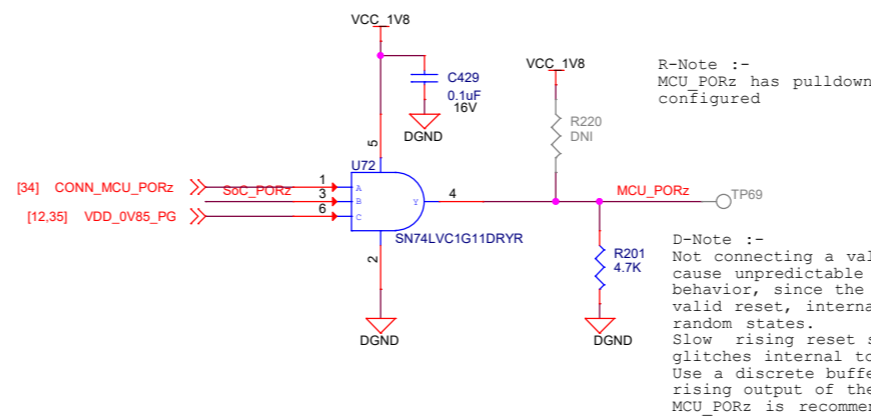 VCC_1V8
C429
0.1uF
16V
DGND
VCC_1V8
R220
DNI
R-Note :-
MCU_PORz has pulldown
configured
5
U72
[34] CONN_MCU_PORz
1
A
SoC_PORz
3
B
[12,35] VDD_0V85_PG
6
C
Y
4
MCU_PORz
TP69
SN74LVC1G11DRYR
2
DGND
R201
4.7K
DGND
D-Note :-
Not connecting a val
cause unpredictable
behavior, since the
valid reset, interna
random states.
Slow rising reset s
glitches internal to
Use a discrete buffe
rising output of the
MCU_PORz is recommen